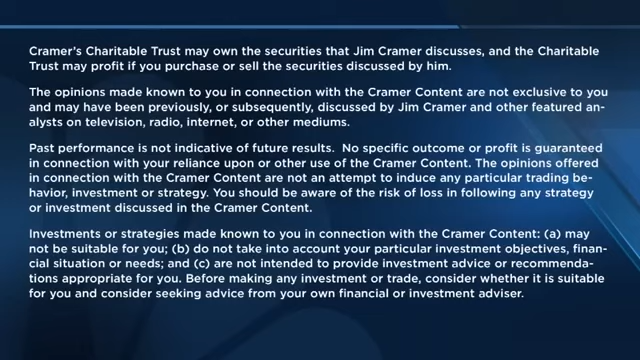 Cramer's Charitable Trust may own the securities that Jim Cramer discusses, and the Charitable
Trust may profit if you purchase or sell the securities discussed by him.
The opinions made known to you in connection with the Cramer Content are not exclusive to you
and may have been previously, or subsequently, discussed by Jim Cramer and other featured an-
alysts on television, radio, internet, or other mediums.
Past performance is not indicative of future results. No specific outcome or profit is guaranteed
in connection with your reliance upon or other use of the Cramer Content. The opinions offered
in connection with the Cramer Content are not an attempt to induce any particular trading be-
havior, investment or strategy. You should be aware of the risk of loss in following any strategy
or investment discussed in the Cramer Content.
Investments or strategies made known to you in connection with the Cramer Content: (a) may
not be suitable for you; (b) do not take into account your particular investment objectives, finan-
cial situation or needs; and (c) are not intended to provide investment advice or recommenda-
tions appropriate for you. Before making any investment or trade, consider whether it is suitable
for you and consider seeking advice from your own financial or investment adviser.